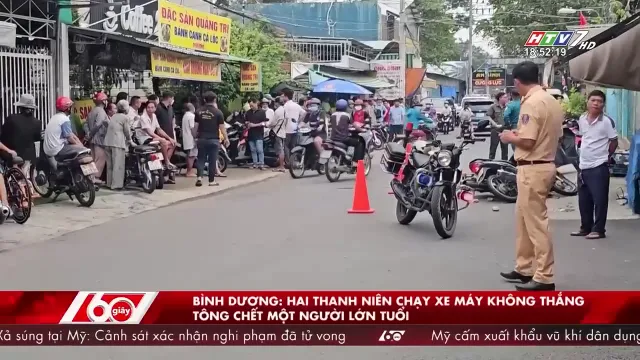 Coffee
ĐẶC SẢN QUẢNG TRỊ
BÁNH CANH CÁ LÓC
HTV7 HD
18:52:19
60 giây
BÌNH DƯƠNG: HAI THANH NIÊN CHẠY XE MÁY KHÔNG THẮNG
TÔNG CHẾT MỘT NGƯỜI LỚN TUỔI
Xả súng tại Mỹ: Cảnh sát xác nhận nghi phạm đã tử vong
Mỹ cấm xuất khẩu vũ khí dân dụng